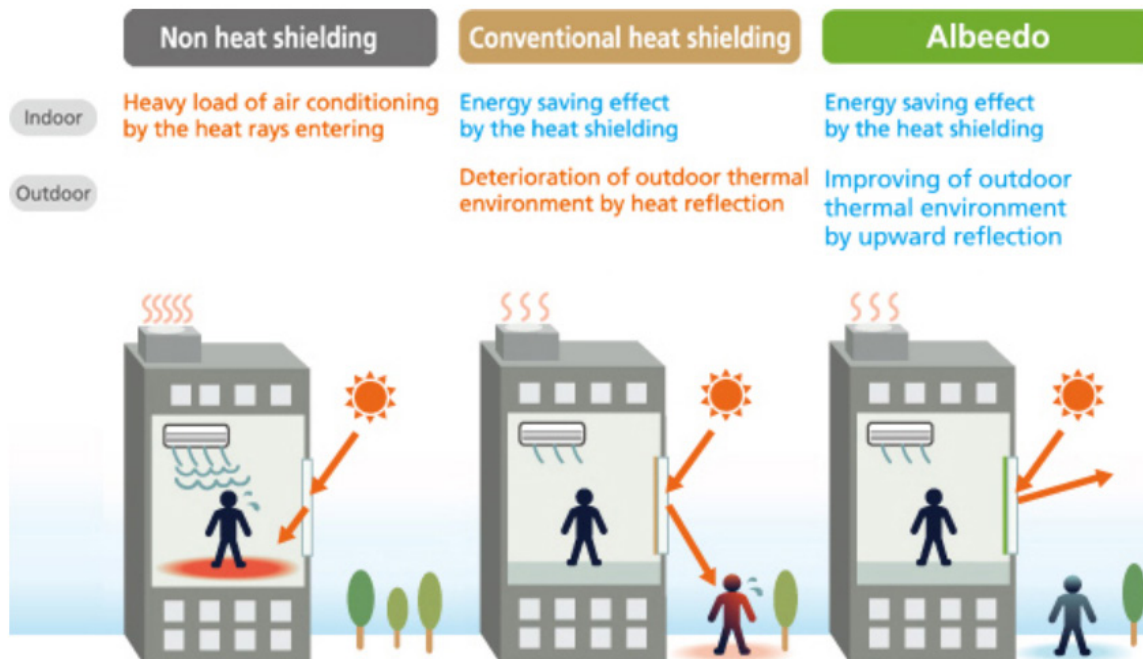 Non heat shielding
Conventional heat shielding
Albeedo
Indoor
Heavy load of air conditioning
by the heat rays entering
Energy saving effect
by the heat shielding
Energy saving effect
by the heat shielding
Outdoor
Deterioration of outdoor thermal
environment by heat reflection
Improving of outdoor
thermal environment
by upward reflection